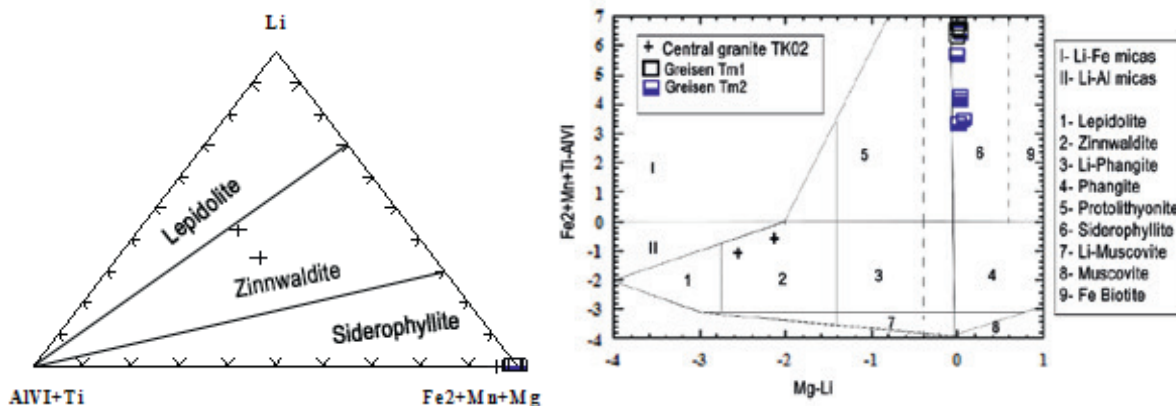 Li
Lepidolite
Zinnwaldite
Siderophyllite
AlVI+Ti
Fe2+Mn+Mg
Fe2+Mn+Ti-AlVI
7
6
5
4
3
2
1
0
-1
-2
-3
-4
-4
-3
-2
-1
0
1
Mg-Li
+ Central granite TK02
Greisen Tm1
Greisen Tm2
I
II
1
2
3
4
5
6
7
8
9
I- Li-Fe micas
II- Li-Al micas
1- Lepidolite
2- Zinnwaldite
3- Li-Phangite
4- Phangite
5- Protolithyonite
6- Siderophyllite
7- Li-Muscovite
8- Muscovite
9- Fe Biotite